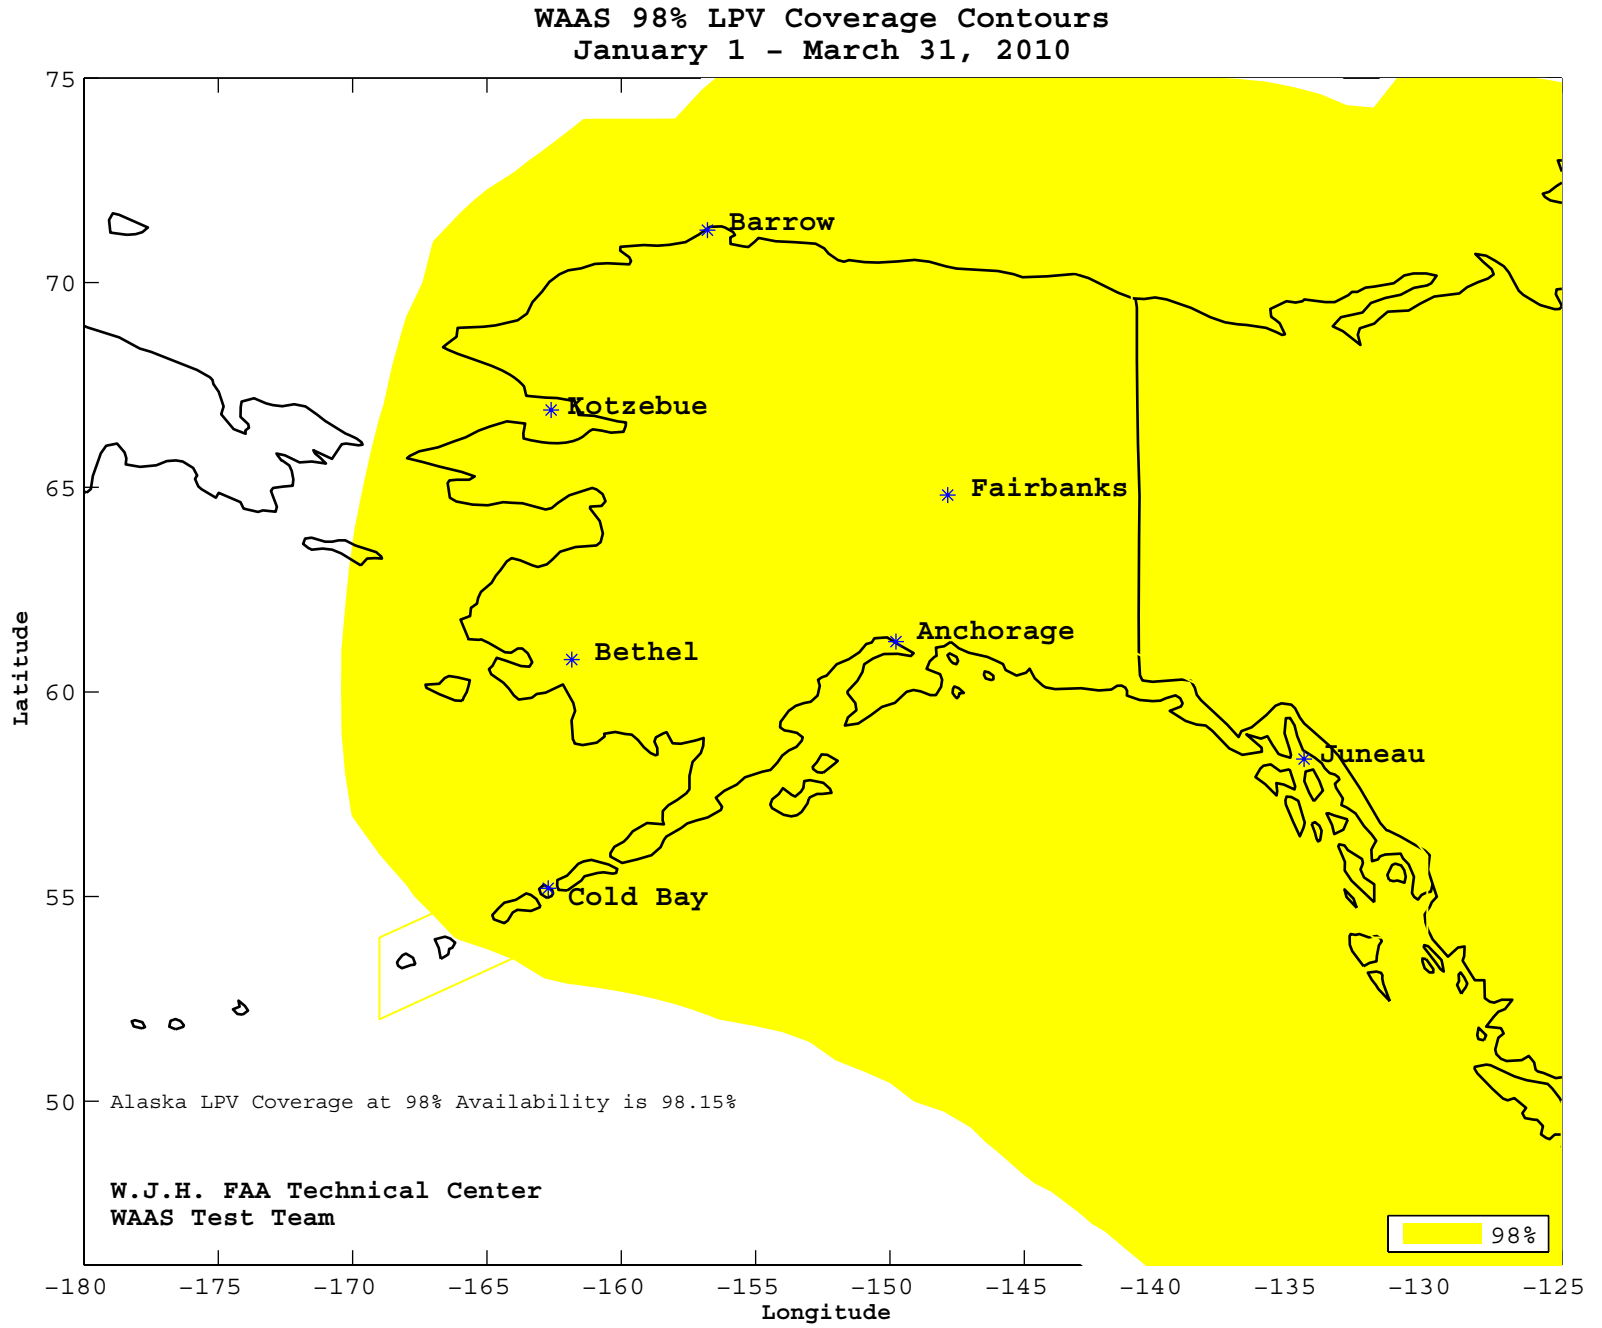 WAAS 98% LPV Coverage Contours
January 1 - March 31, 2010
75
70
65
60
55
50
Latitude
Barrow
Kotzebue
Fairbanks
Anchorage
Bethel
Juneau
Cold Bay
Alaska LPV Coverage at 98% Availability is 98.15%
W.J.H. FAA Technical Center
WAAS Test Team
98%
-180 -175 -170 -165 -160 -155 -150 -145 -140 -135 -130 -125
Longitude